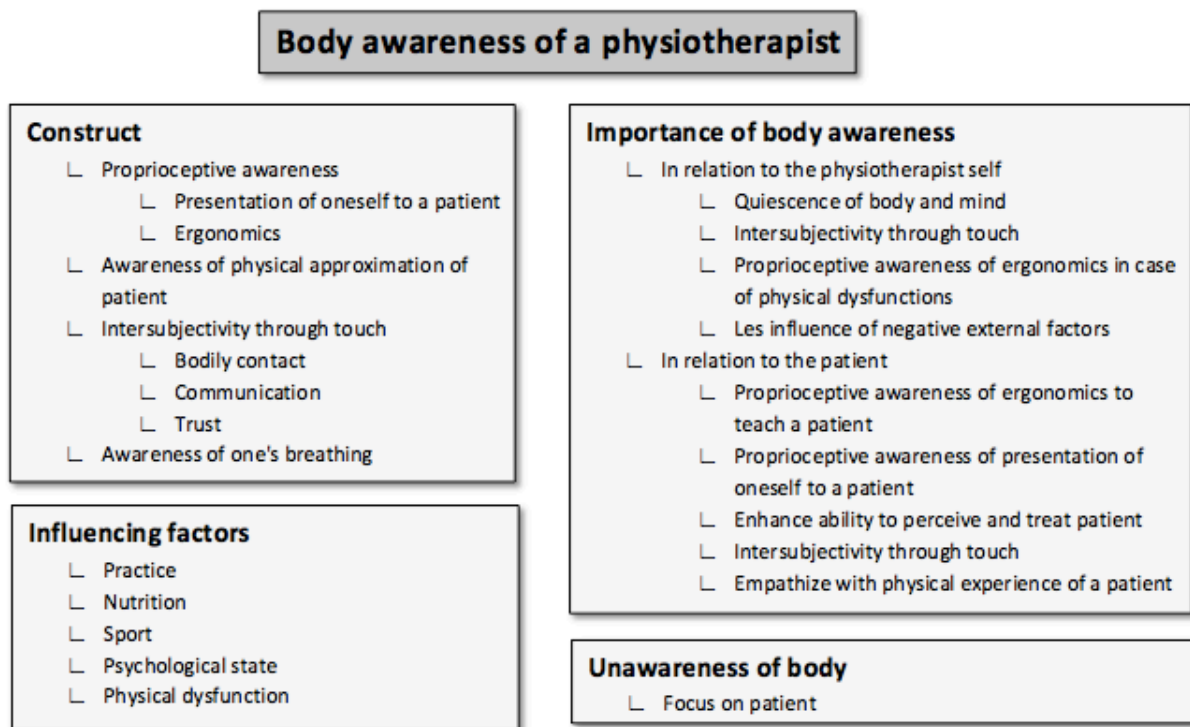 Body awareness of a physiotherapist
Construct
∟ Proprioceptive awareness
∟ Presentation of oneself to a patient
∟ Ergonomics
∟ Awareness of physical approximation of
patient
∟ Intersubjectivity through touch
∟ Bodily contact
∟ Communication
∟ Trust
∟ Awareness of one's breathing
Influencing factors
∟ Practice
∟ Nutrition
∟ Sport
∟ Psychological state
∟ Physical dysfunction
Importance of body awareness
∟ In relation to the physiotherapist self
∟ Quiescence of body and mind
∟ Intersubjectivity through touch
∟ Proprioceptive awareness of ergonomics in case
of physical dysfunctions
∟ Les influence of negative external factors
∟ In relation to the patient
∟ Proprioceptive awareness of ergonomics to
teach a patient
∟ Proprioceptive awareness of presentation of
oneself to a patient
∟ Enhance ability to perceive and treat patient
∟ Intersubjectivity through touch
∟ Empathize with physical experience of a patient
Unawareness of body
∟ Focus on patient